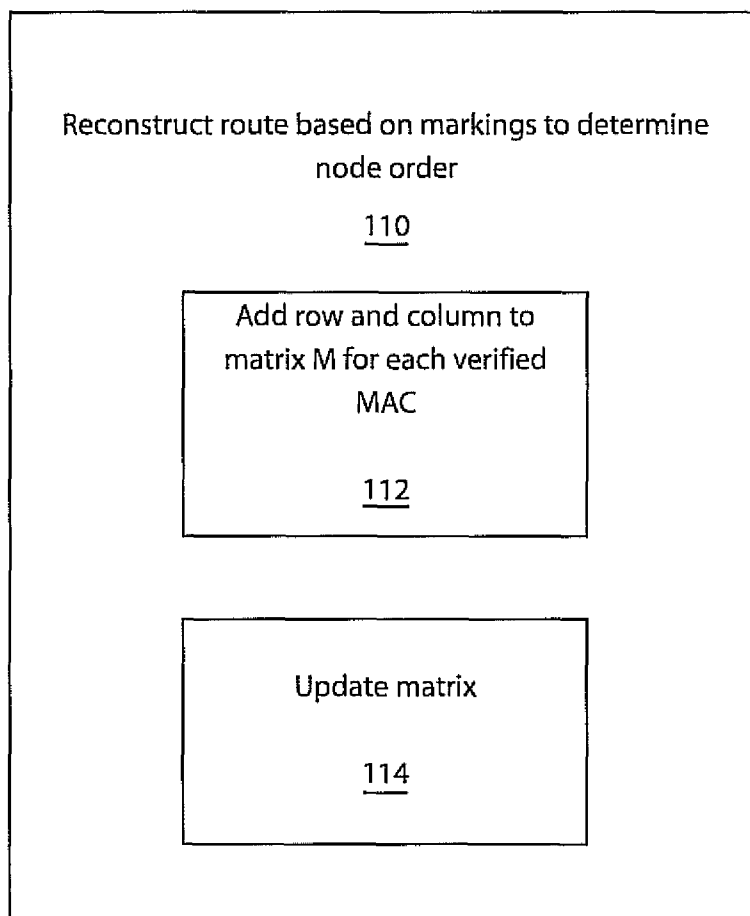 Reconstruct route based on markings to determine
node order
110
Add row and column to
matrix M for each verified
MAC
112
Update matrix
114